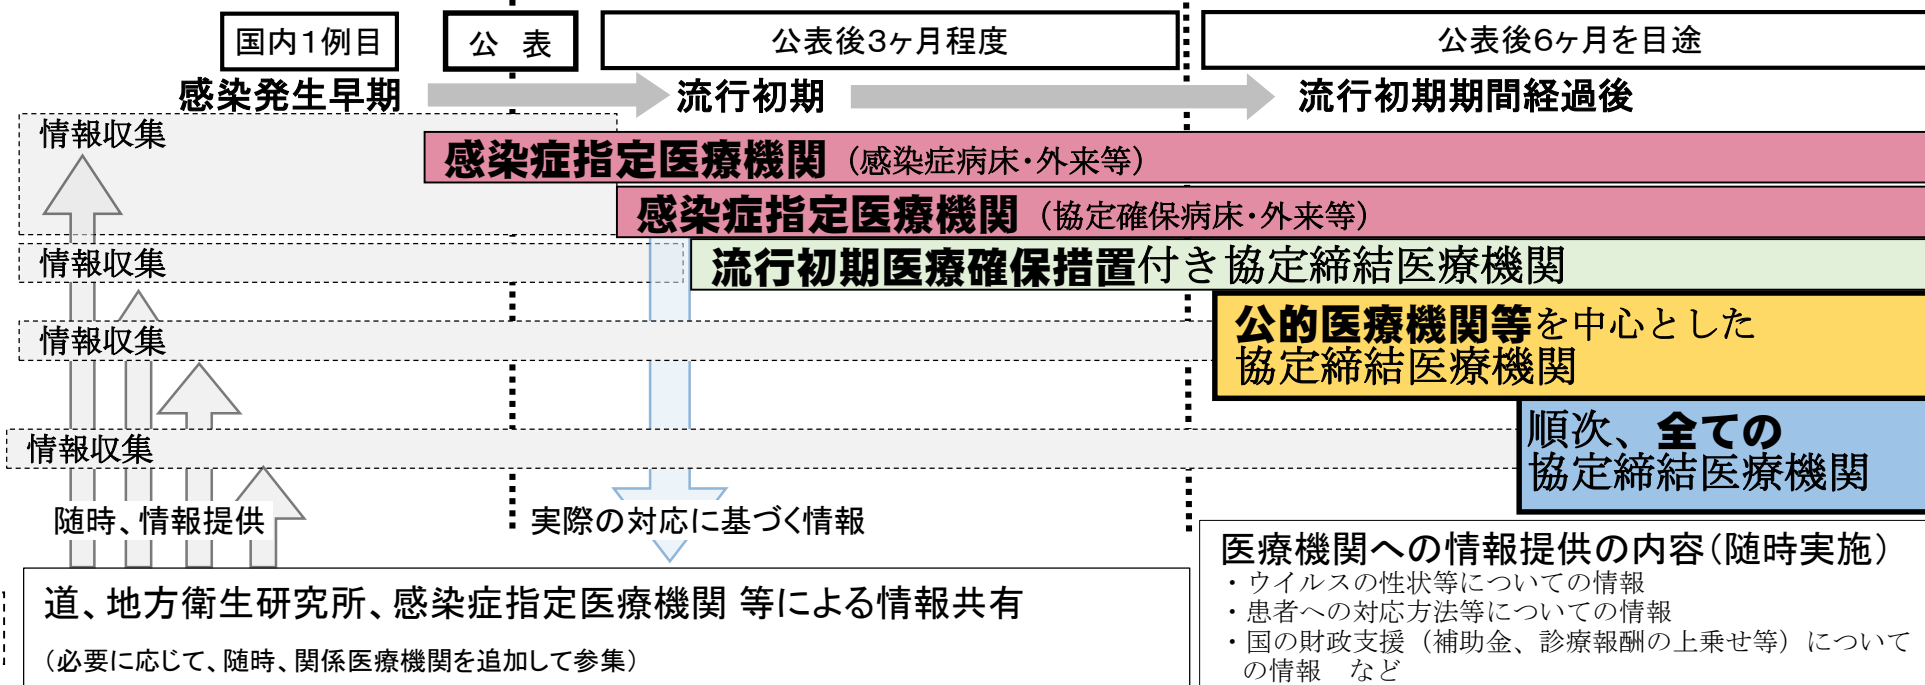 国内1例目
公 表
公表後3ヶ月程度
公表後6ヶ月を目途
感染発生早期
流行初期
流行初期期間経過後
情報収集
感染症指定医療機関（感染症病床・外来等）
感染症指定医療機関（協定確保病床・外来等）
情報収集
流行初期医療確保措置付き協定締結医療機関
情報収集
公的医療機関等を中心とした
協定締結医療機関
情報収集
順次、全ての
協定締結医療機関
随時、情報提供
実際の対応に基づく情報
道、地方衛生研究所、感染症指定医療機関 等による情報共有
（必要に応じて、随時、関係医療機関を追加して参集）
医療機関への情報提供の内容（随時実施）
・ウイルスの性状等についての情報
・患者への対応方法等についての情報
・国の財政支援（補助金、診療報酬の上乗せ等）について
の情報　など